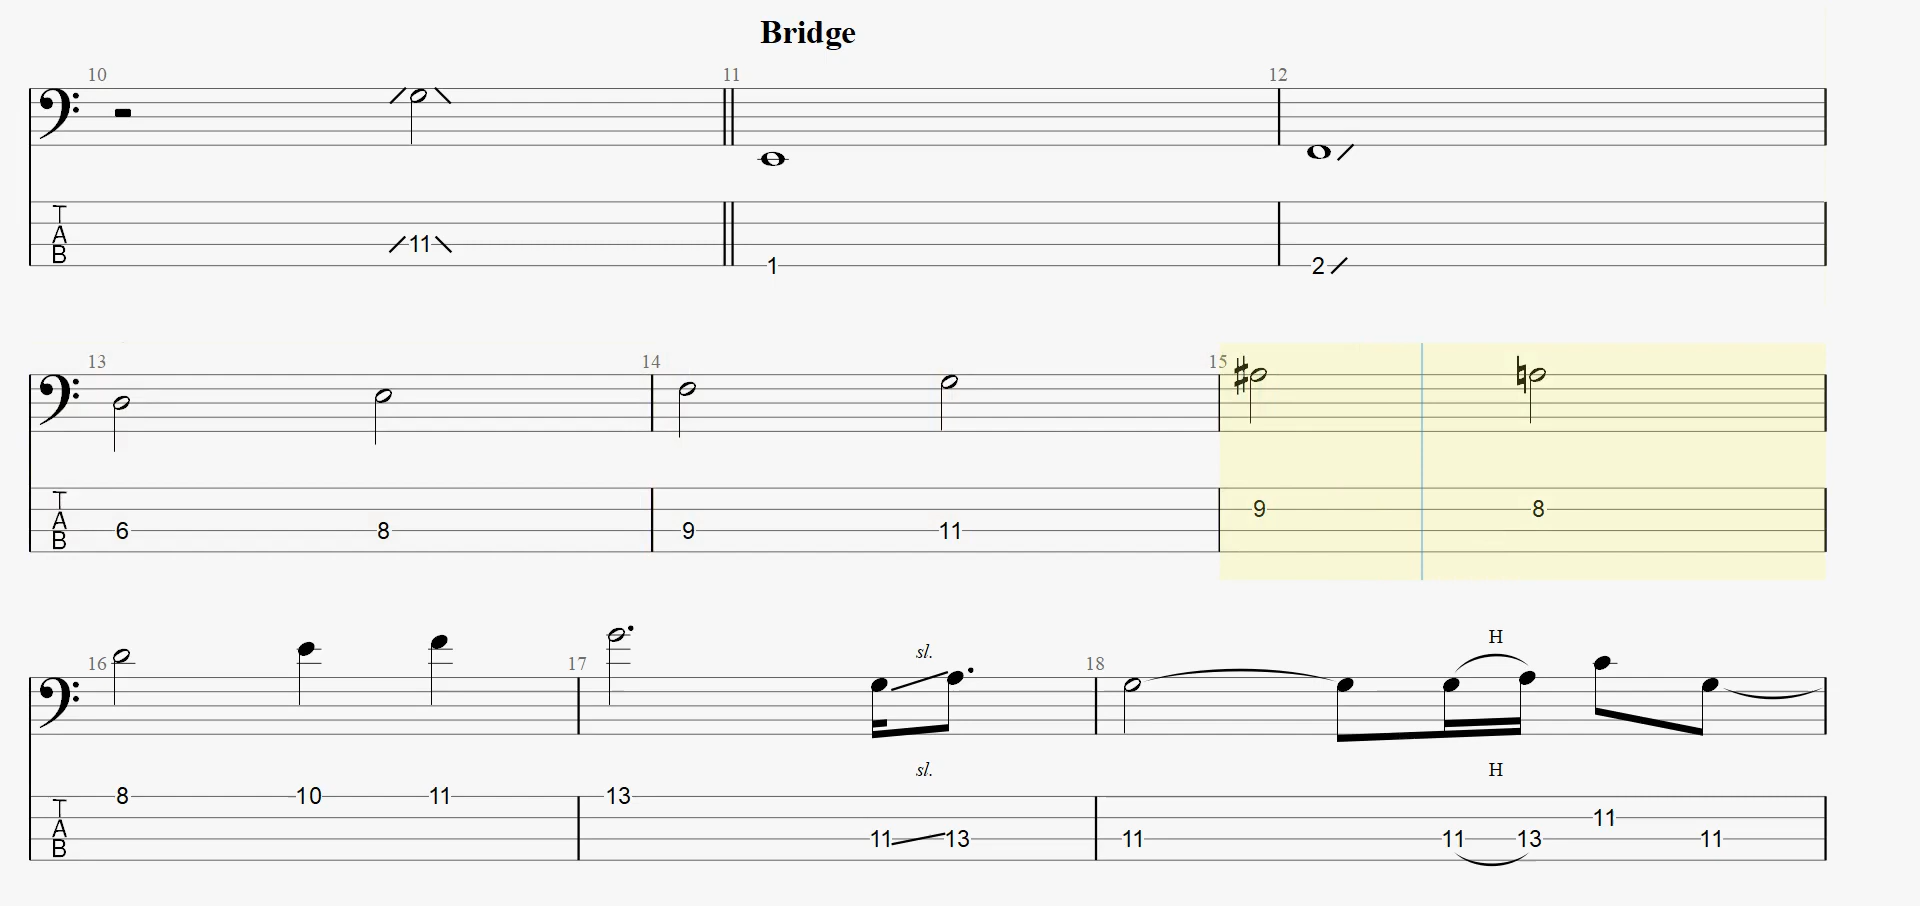 Bridge
10 11 12
T
A
B
11
1 2
13 14 15
T
A
B
9 8
6 8 9 11
H
sl.
16 17 18
sl. H
T
A
B
8 10 11 13
11
11 13 11 11 13 11